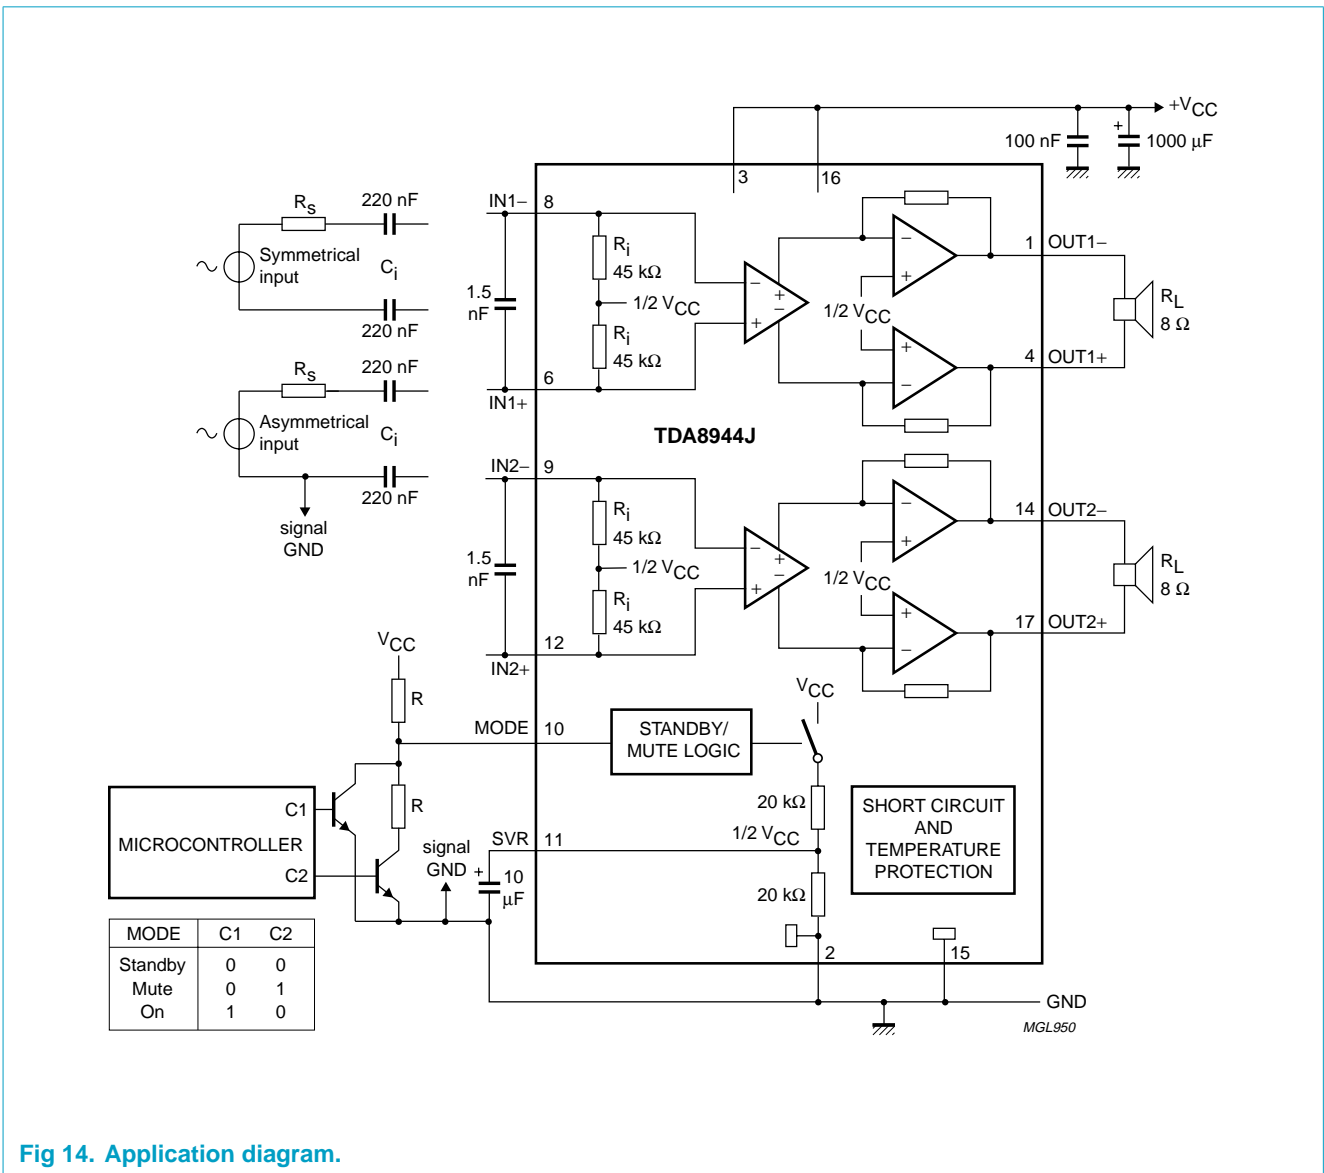 +VCC
100 nF
+
1000 μF
3
16
RS
220 nF
Symmetrical
input
Ci
220 nF
IN1−
8
Ri
45 kΩ
1/2 VCC
Ri
45 kΩ
1.5
nF
6
IN1+
−
+
+
−
−
+
1/2 VCC
+
−
1
OUT1−
4
OUT1+
RL
8 Ω
RS
220 nF
Asymmetrical
input
Ci
220 nF
signal
GND
TDA8944J
IN2−
9
Ri
45 kΩ
1/2 VCC
Ri
45 kΩ
1.5
nF
12
IN2+
−
+
+
−
−
+
1/2 VCC
+
−
14
OUT2−
17
OUT2+
RL
8 Ω
VCC
R
MODE
10
STANDBY/
MUTE LOGIC
VCC
R
MICROCONTROLLER
C1
C2
signal
GND
SVR
11
+
10
μF
20 kΩ
1/2 VCC
20 kΩ
SHORT CIRCUIT
AND
TEMPERATURE
PROTECTION
2
15
GND
MODE C1 C2
Standby 0 0
Mute 0 1
On 1 0
MGL950
Fig 14. Application diagram.